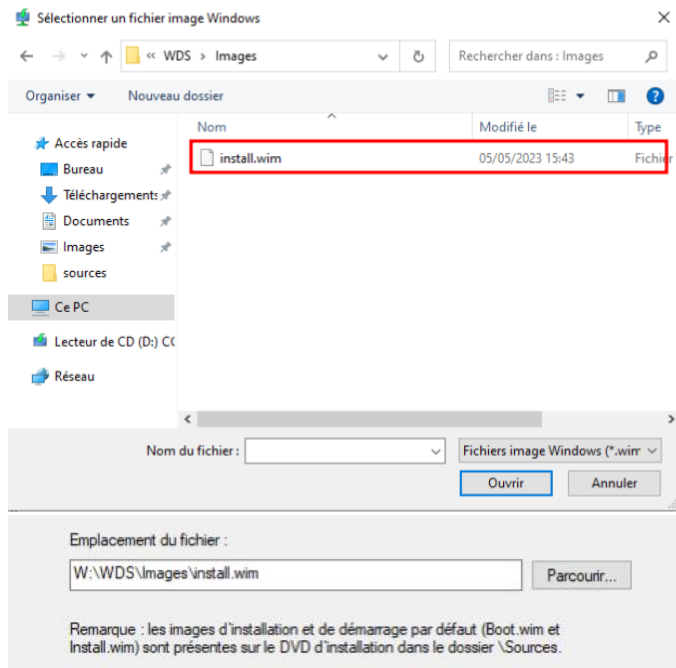 Sélectionner un fichier image Windows
« WDS > Images
Rechercher dans : Images
Organiser
Nouveau dossier
Nom
Modifié le
Type
Accès rapide
Bureau
Téléchargements
Documents
Images
sources
Ce PC
Lecteur de CD (D:) CC
Réseau
install.wim
05/05/2023 15:43
Fichier
Nom du fichier :
Fichiers image Windows (*.wim
Ouvrir
Annuler
Emplacement du fichier :
W:\WDS\Images\install.wim
Parcourir...
Remarque : les images d'installation et de démarrage par défaut (Boot.wim et
Install.wim) sont présentes sur le DVD d'installation dans le dossier \Sources.